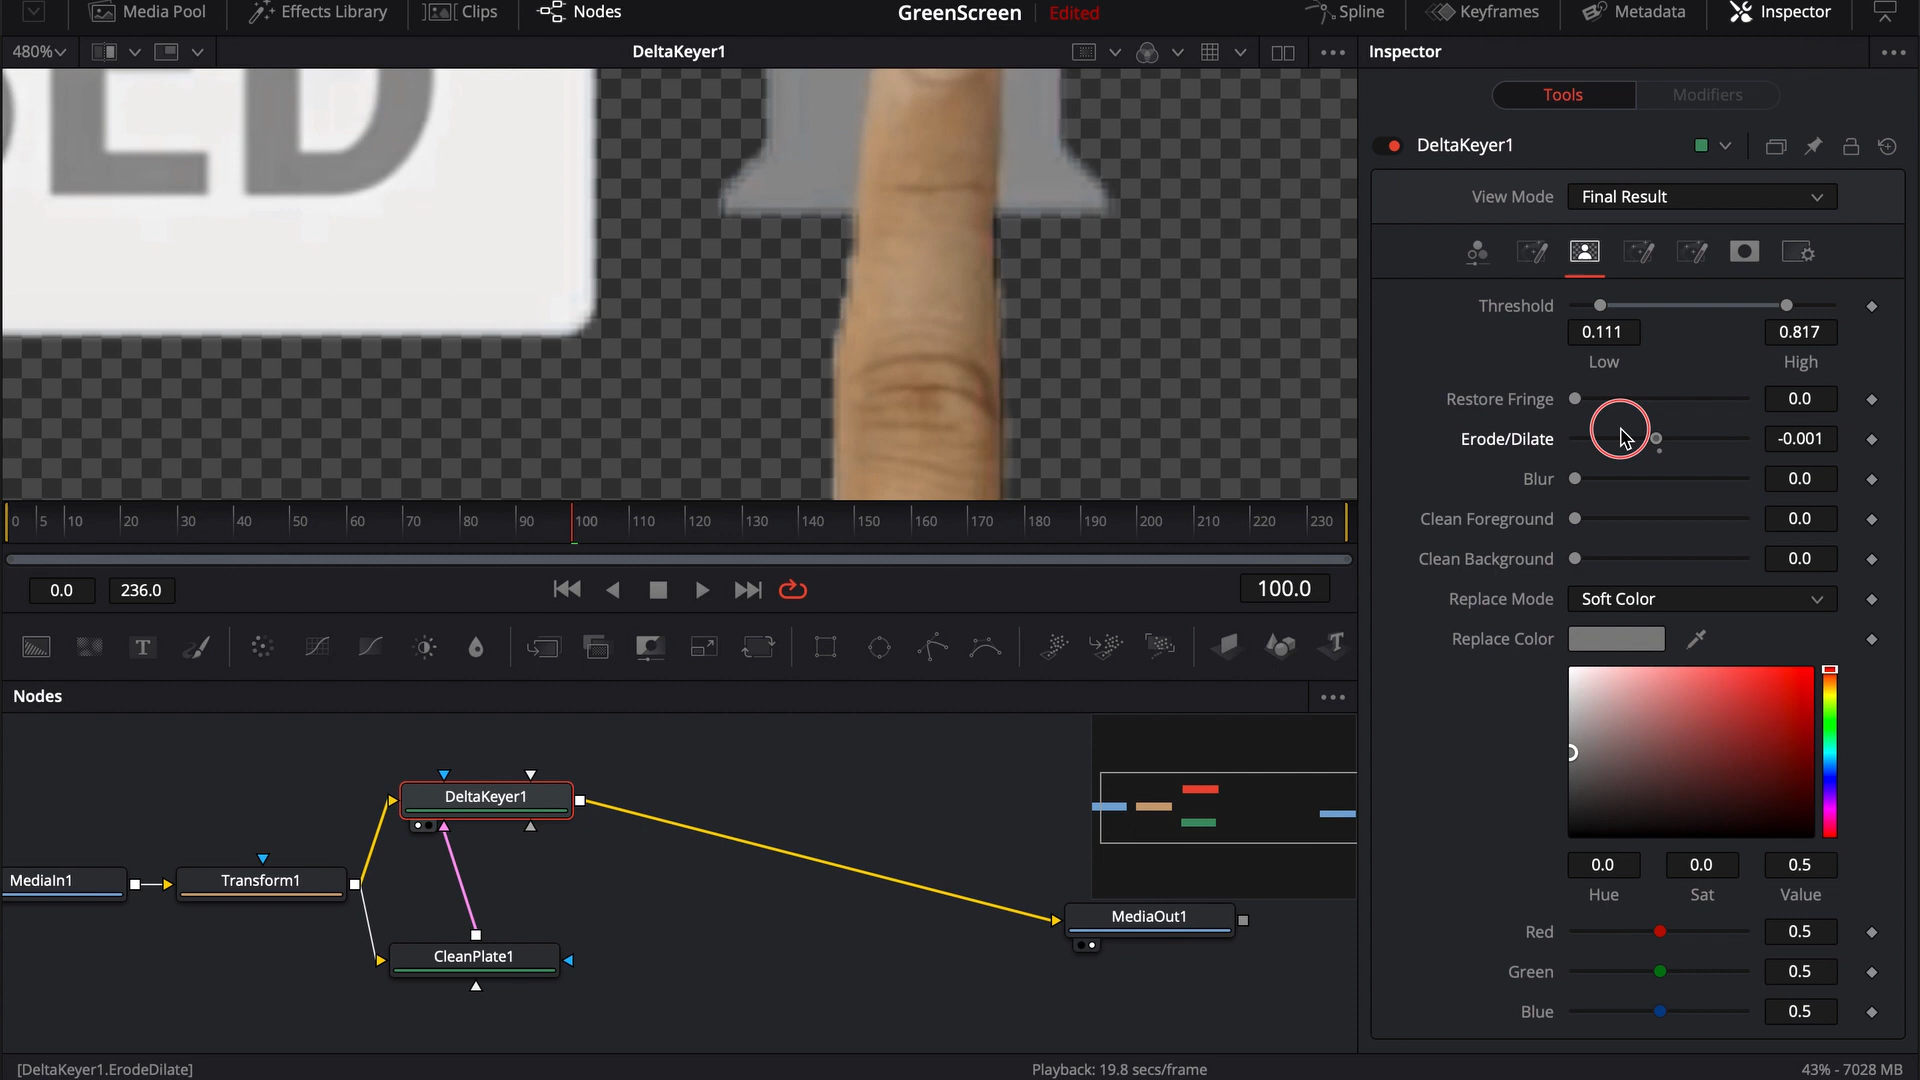 Media Pool
Effects Library
Clips
Nodes
GreenScreen
Edited
Spline
Keyframes
Metadata
Inspector
480%
DeltaKeyer1
Inspector
Tools
Modifiers
DeltaKeyer1
View Mode
Final Result
ED
Threshold
0.111
0.817
Low
High
Restore Fringe
0.0
Erode/Dilate
-0.001
Blur
0.0
Clean Foreground
0.0
Clean Background
0.0
Replace Mode
Soft Color
Replace Color
0.0
0.0
0.5
Hue
Sat
Value
Red
0.5
Green
0.5
Blue
0.5
0 5 10 20 30 40 50 60 70 80 90 100 110 120 130 140 150 160 170 180 190 200 210 220 230
0.0
236.0
100.0
T
T
Nodes
DeltaKeyer1
MediaIn1
Transform1
CleanPlate1
MediaOut1
[DeltaKeyer1.ErodeDilate]
Playback: 19.8 secs/frame
43% - 7028 MB